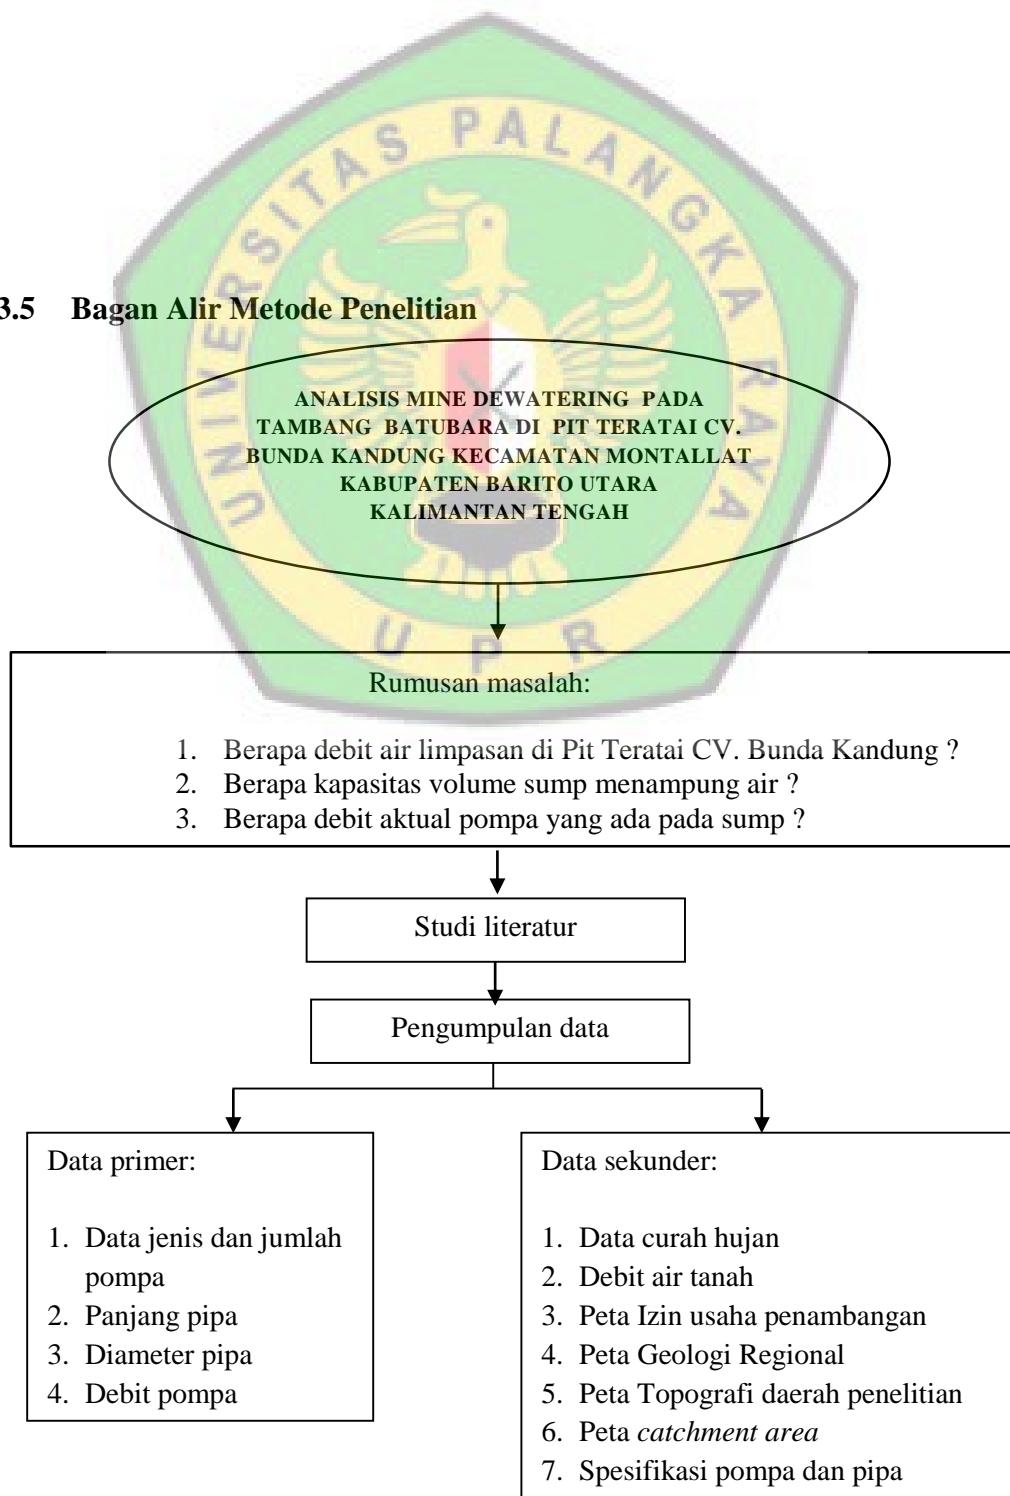 UNIVERSITAS PALANGKA RAYA
UPR
3.5 Bagan Alir Metode Penelitian
ANALISIS MINE DEWATERING PADA
TAMBANG BATUBARA DI PIT TERATAI CV.
BUNDA KANDUNG KECAMATAN MONTALLAT
KABUPATEN BARITO UTARA
KALIMANTAN TENGAH
Rumusan masalah:
1. Berapa debit air limpasan di Pit Teratai CV. Bunda Kandung ?
2. Berapa kapasitas volume sump menampung air ?
3. Berapa debit aktual pompa yang ada pada sump ?
Studi literatur
Pengumpulan data
Data primer:
1. Data jenis dan jumlah
pompa
2. Panjang pipa
3. Diameter pipa
4. Debit pompa
Data sekunder:
1. Data curah hujan
2. Debit air tanah
3. Peta Izin usaha penambangan
4. Peta Geologi Regional
5. Peta Topografi daerah penelitian
6. Peta catchment area
7. Spesifikasi pompa dan pipa